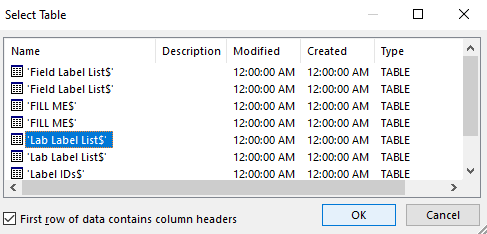 Select Table
Name Description Modified Created Type
'Field Label List$' 12:00:00 AM 12:00:00 AM TABLE
'Field Label List$' 12:00:00 AM 12:00:00 AM TABLE
'FILL ME$' 12:00:00 AM 12:00:00 AM TABLE
'FILL ME$' 12:00:00 AM 12:00:00 AM TABLE
'Lab Label List$' 12:00:00 AM 12:00:00 AM TABLE
'Lab Label List$' 12:00:00 AM 12:00:00 AM TABLE
'Label IDs$' 12:00:00 AM 12:00:00 AM TABLE
First row of data contains column headers OK Cancel